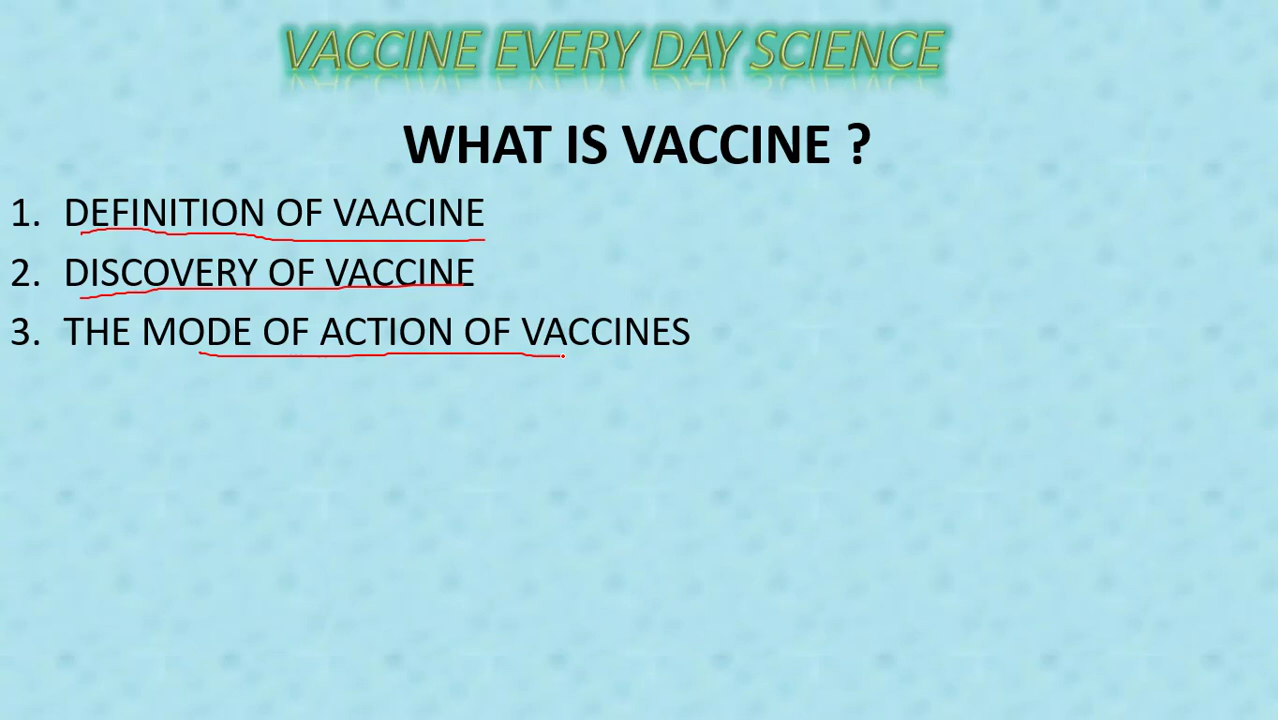 VACCINE EVERY DAY SCIENCE
WHAT IS VACCINE ?
1. DEFINITION OF VAACINE
2. DISCOVERY OF VACCINE
3. THE MODE OF ACTION OF VACCINES